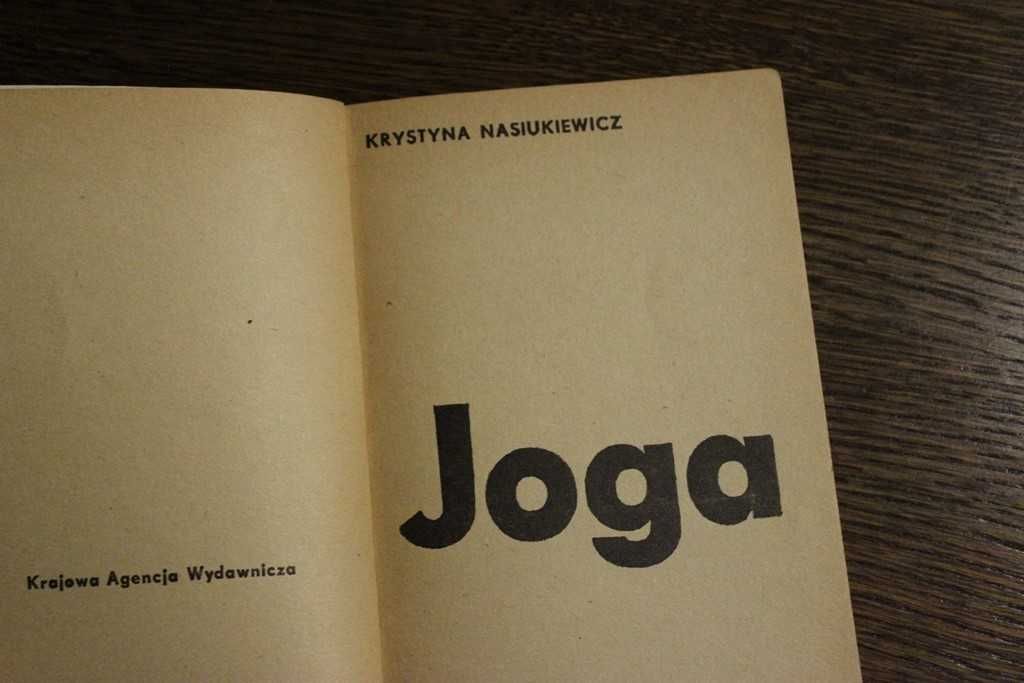 Krajowa Agencja Wydawnicza
KRYSTYNA NASIUKIEWICZ
Joga